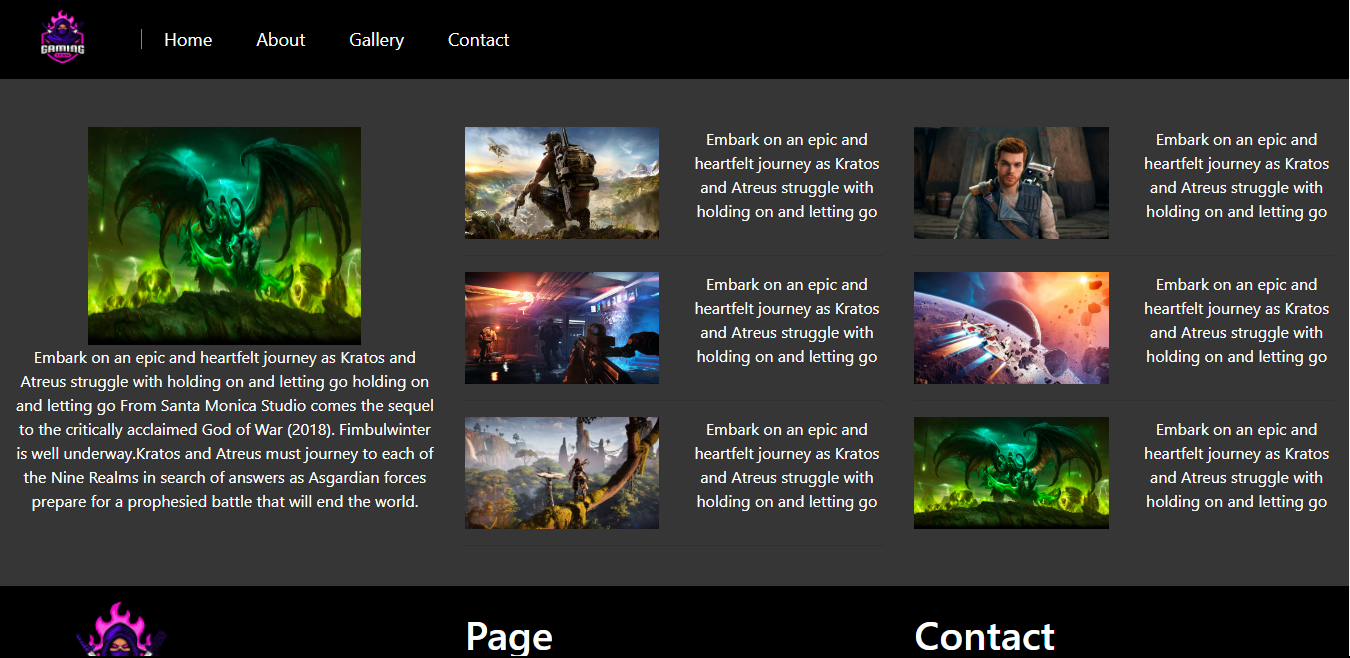 GAMING
Home
About
Gallery
Contact
Embark on an epic and heartfelt journey as Kratos and
Atreus struggle with holding on and letting go holding on
and letting go From Santa Monica Studio comes the sequel
to the critically acclaimed God of War (2018). Fimbulwinter
is well underway.Kratos and Atreus must journey to each of
the Nine Realms in search of answers as Asgardian forces
prepare for a prophesied battle that will end the world.
Embark on an epic and
heartfelt journey as Kratos
and Atreus struggle with
holding on and letting go
Embark on an epic and
heartfelt journey as Kratos
and Atreus struggle with
holding on and letting go
Embark on an epic and
heartfelt journey as Kratos
and Atreus struggle with
holding on and letting go
Embark on an epic and
heartfelt journey as Kratos
and Atreus struggle with
holding on and letting go
Embark on an epic and
heartfelt journey as Kratos
and Atreus struggle with
holding on and letting go
Embark on an epic and
heartfelt journey as Kratos
and Atreus struggle with
holding on and letting go
Page
Contact